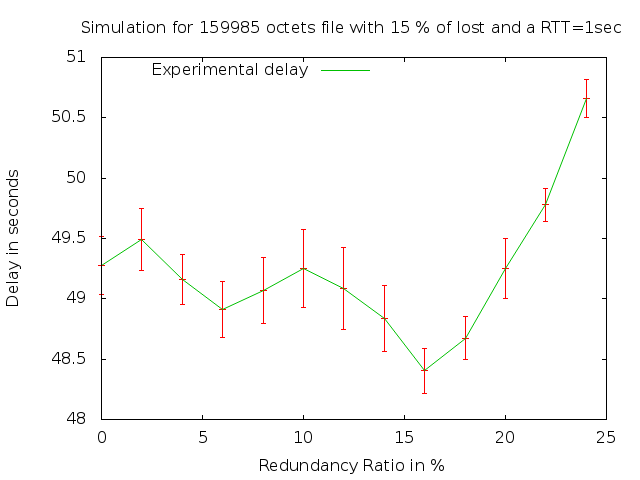 Simulation for 159985 octets file with 15 % of lost and a RTT=1sec
Experimental delay
51
50.5
50
49.5
49
48.5
48
Delay in seconds
0 5 10 15 20 25
Redundancy Ratio in %